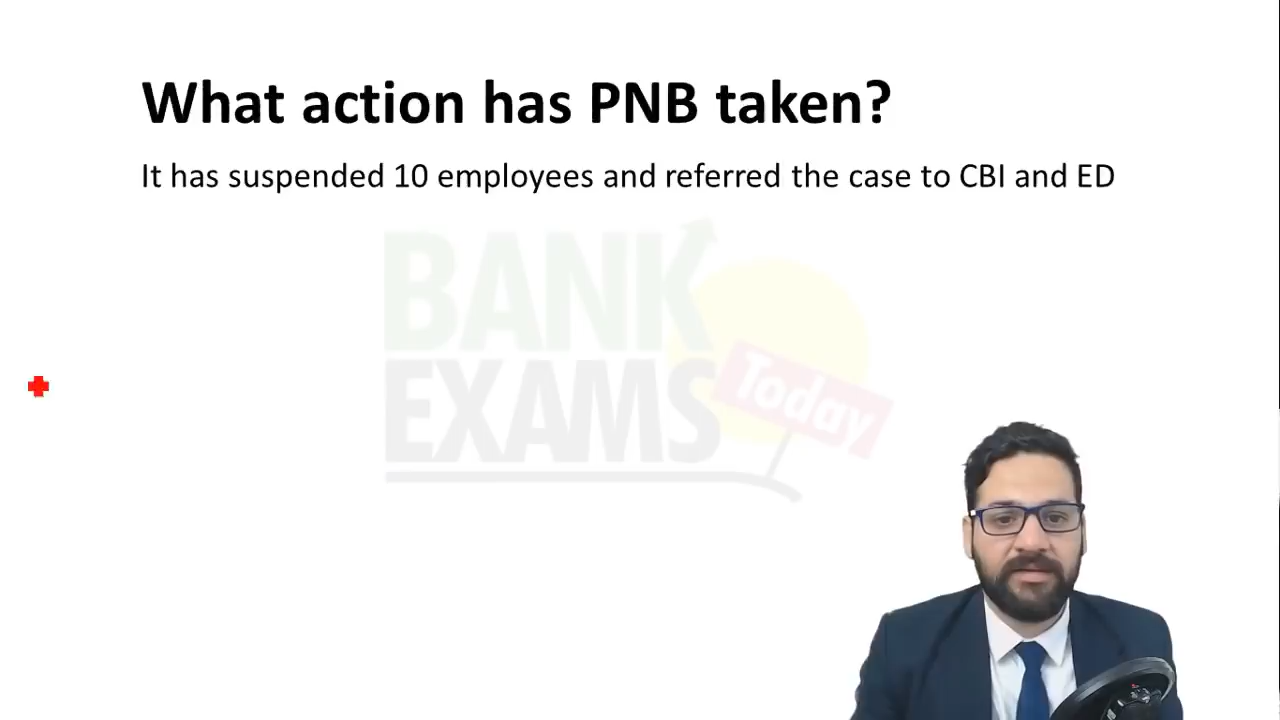 What action has PNB taken?
It has suspended 10 employees and referred the case to CBI and ED
BANK
EXAMS
Today